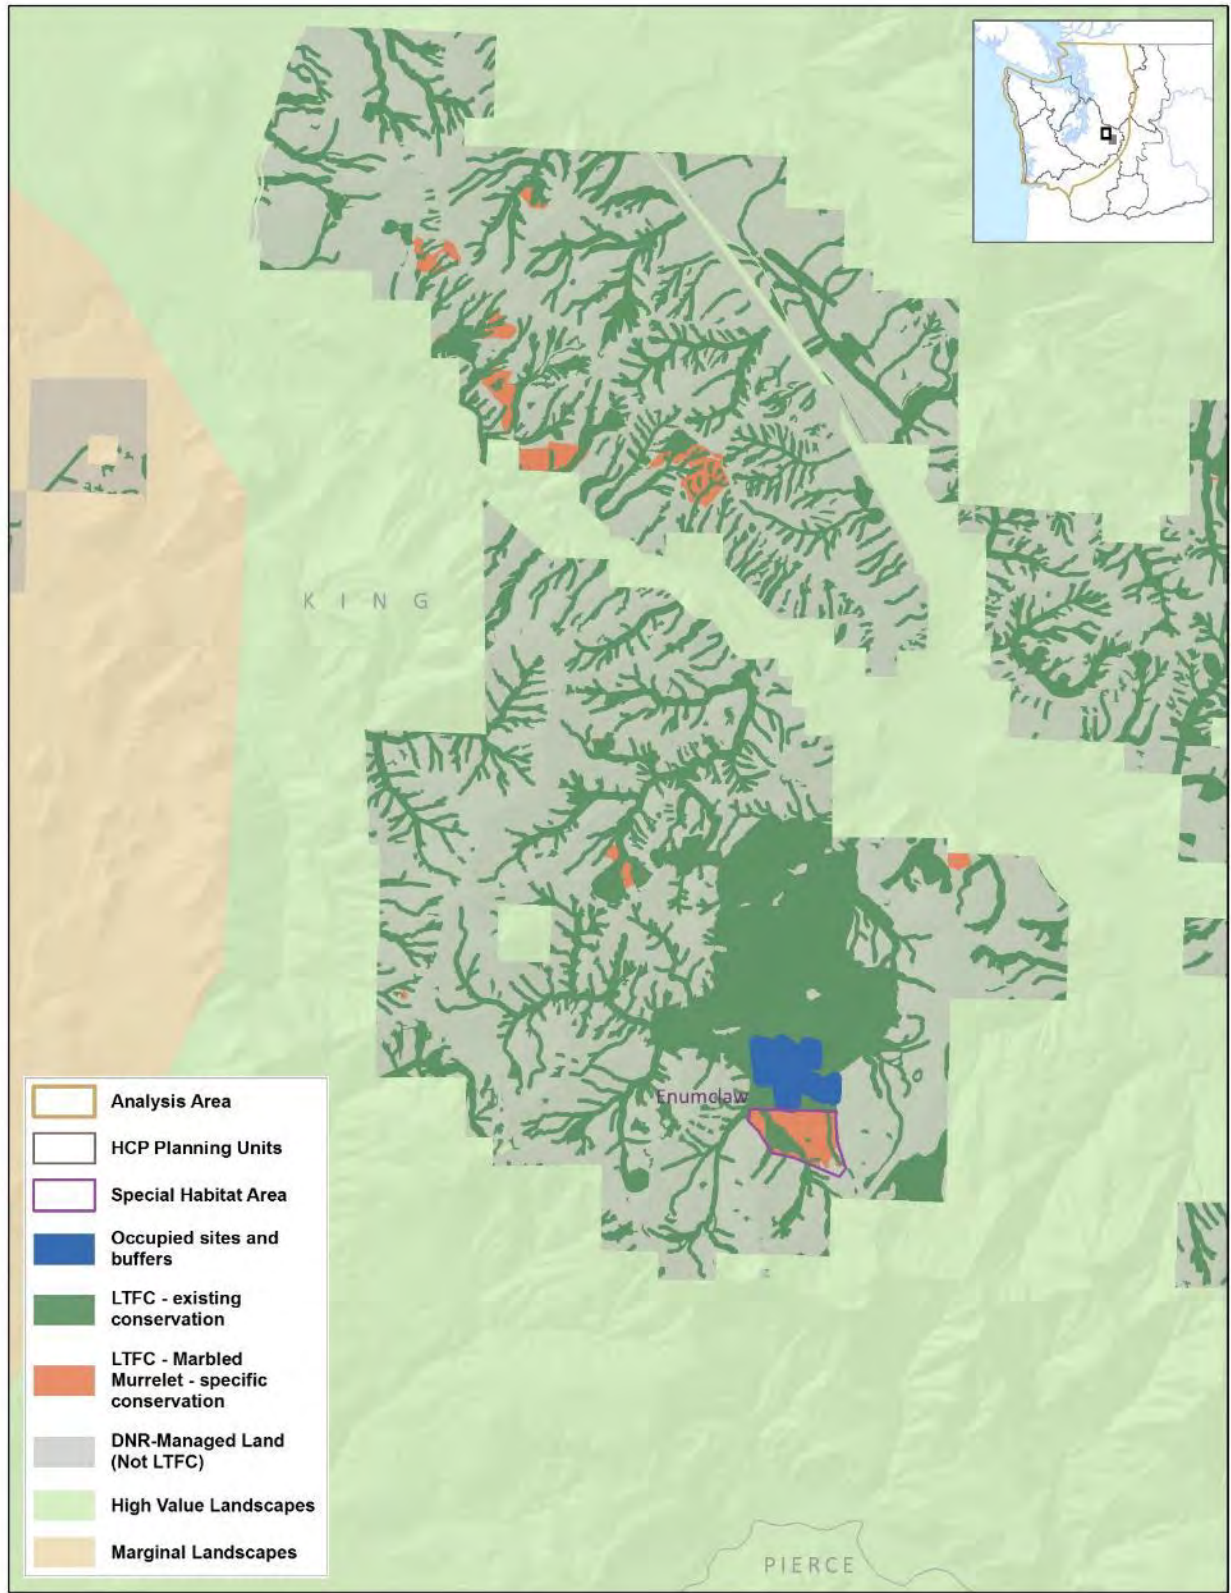 KING
Enumclaw
Analysis Area
HCP Planning Units
Special Habitat Area
Occupied sites and
buffers
LTFC - existing
conservation
LTFC - Marbled
Murrelet - specific
conservation
DNR-Managed Land
(Not LTFC)
High Value Landscapes
Marginal Landscapes
PIERCE